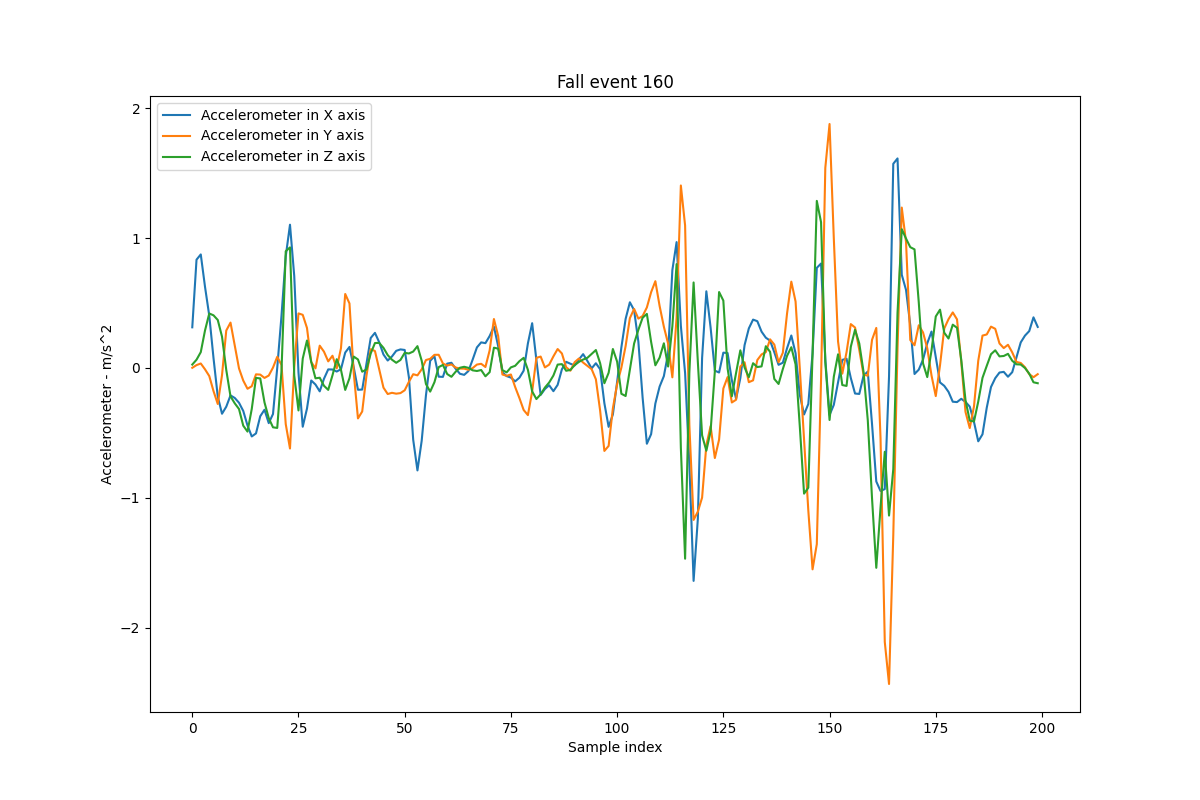 Fall event 160
Accelerometer in X axis
Accelerometer in Y axis
Accelerometer in Z axis
2
1
0
−1
−2
Accelerometer - m/s^2
0 25 50 75 100 125 150 175 200
Sample index